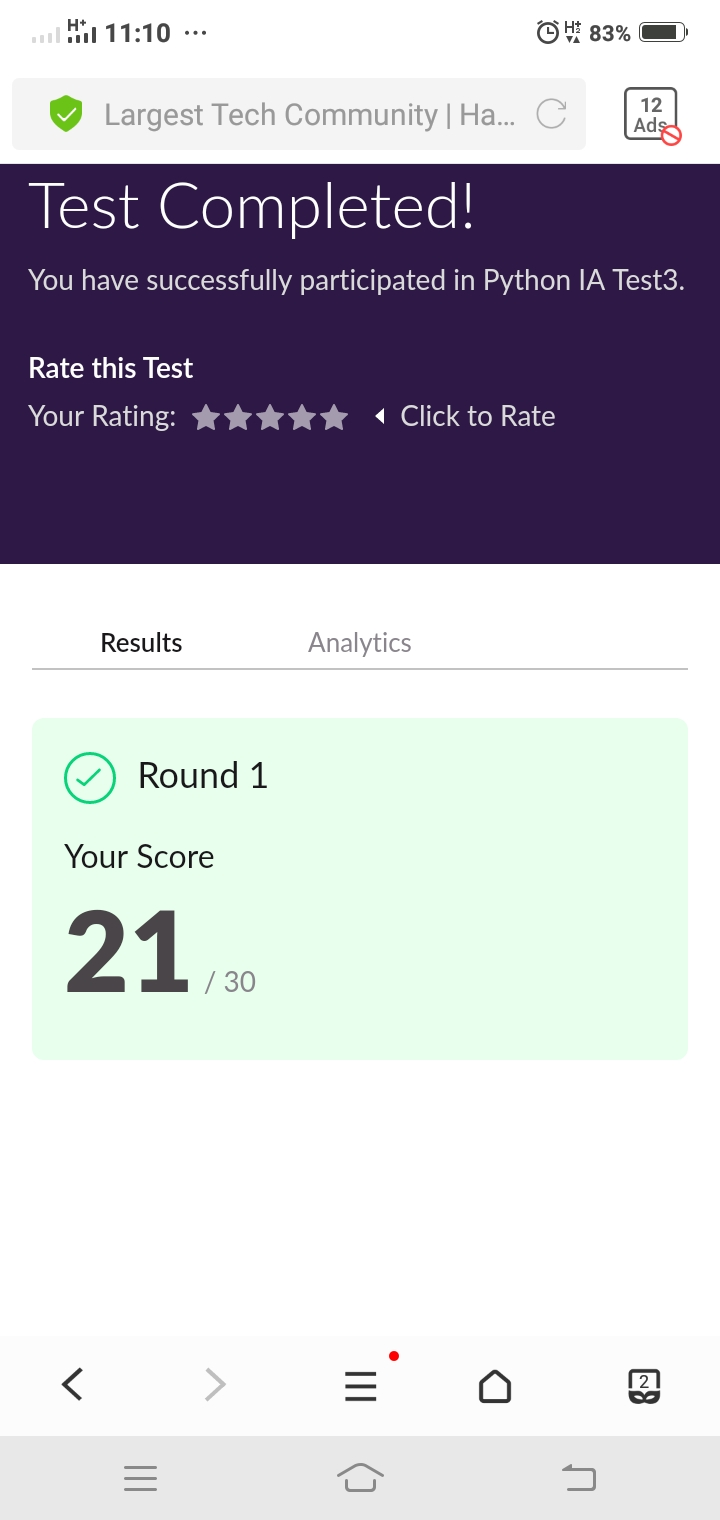 H+ 11:10 ... H+2 83%
Largest Tech Community | Ha... 12 Ads
Test Completed!
You have successfully participated in Python IA Test3.
Rate this Test
Your Rating: Click to Rate
Results Analytics
Round 1
Your Score
21 / 30
2